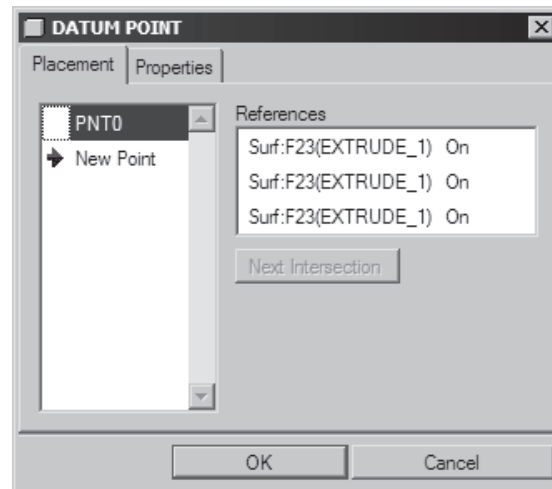 DATUM POINT
Placement
Properties
PNT0
New Point
References
Surf:F23(EXTRUDE_1) On
Surf:F23(EXTRUDE_1) On
Surf:F23(EXTRUDE_1) On
Next Intersection
OK
Cancel